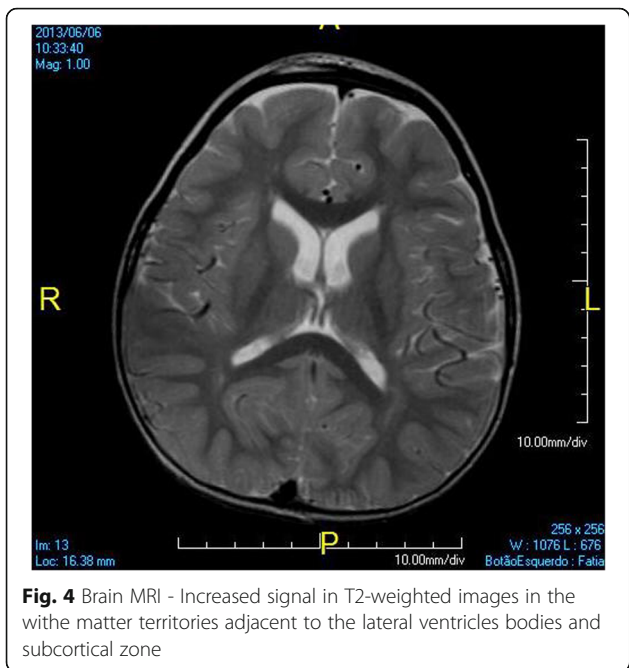 A
2013/06/06
10:33:40
Mag: 1.00
R
L
10.00mm/div
P
10.00mm/div
Im: 13
Loc: 16.38 mm
256 x 256
W : 1076 L : 676
BotãoEsquerdo : Fatia
Fig. 4 Brain MRI - Increased signal in T2-weighted images in the
withe matter territories adjacent to the lateral ventricles bodies and
subcortical zone